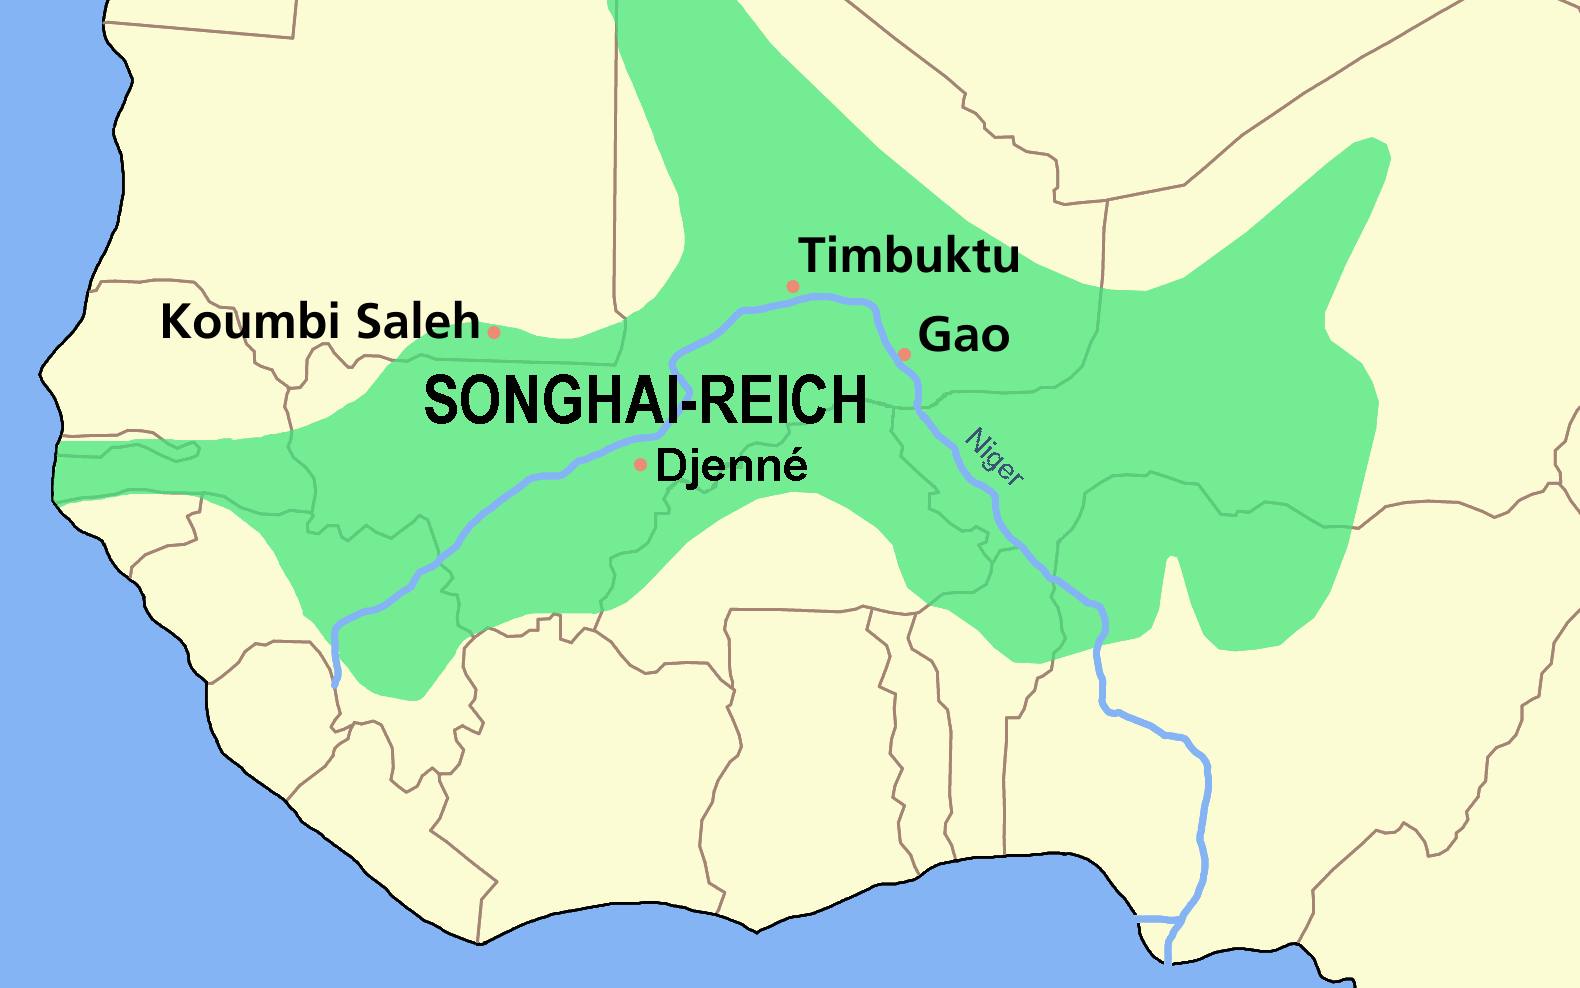 Timbuktu
Koumbi Saleh
Gao
SONGHAI-REICH
Niger
Djenné